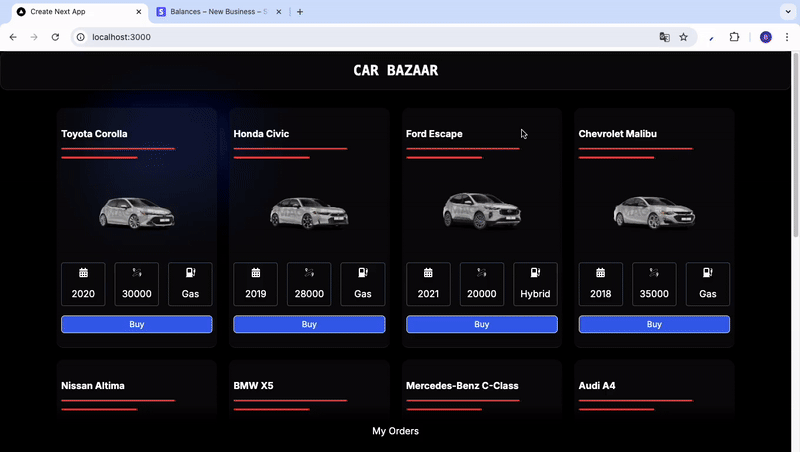 Create Next App
S Balances – New Business – S
localhost:3000
B
CAR BAZAAR
Toyota Corolla
Honda Civic
Ford Escape
Chevrolet Malibu
2020 30000 Gas
2019 28000 Gas
2021 20000 Hybrid
2018 35000 Gas
Buy
Buy
Buy
Buy
Nissan Altima
BMW X5
Mercedes-Benz C-Class
Audi A4
My Orders